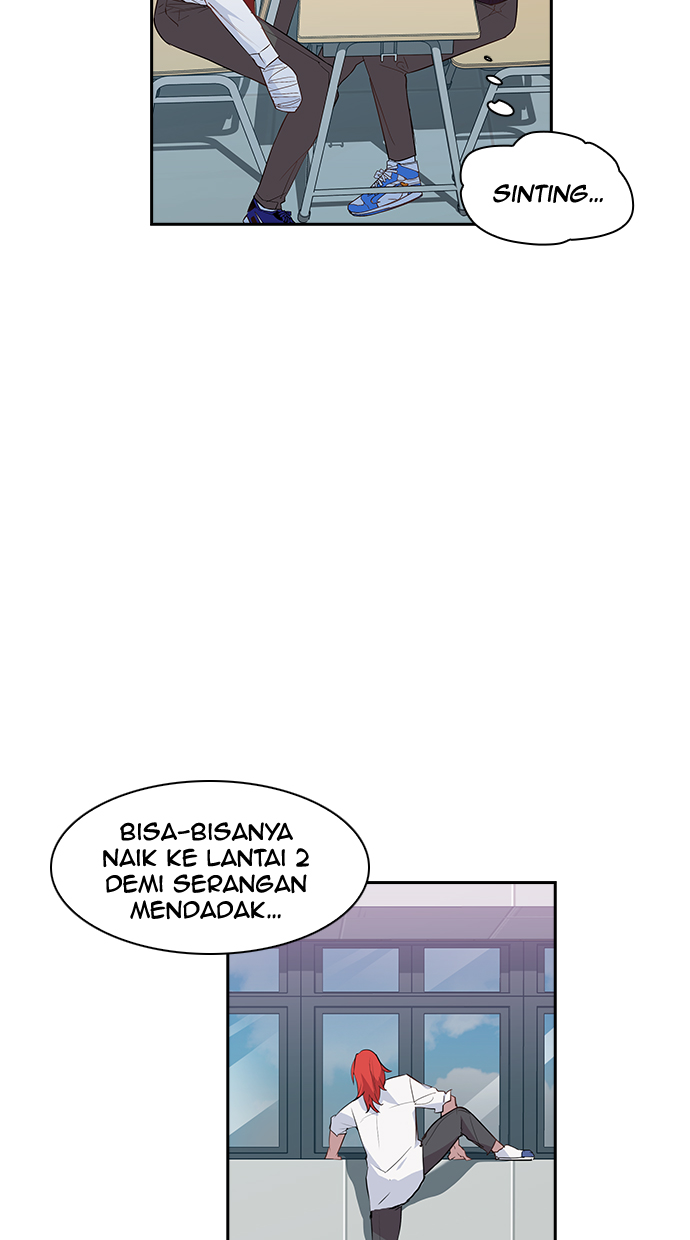 SINTING...
BISA-BISANYA
NAIK KE LANTAI 2
DEMI SERANGAN
MENDADAK...